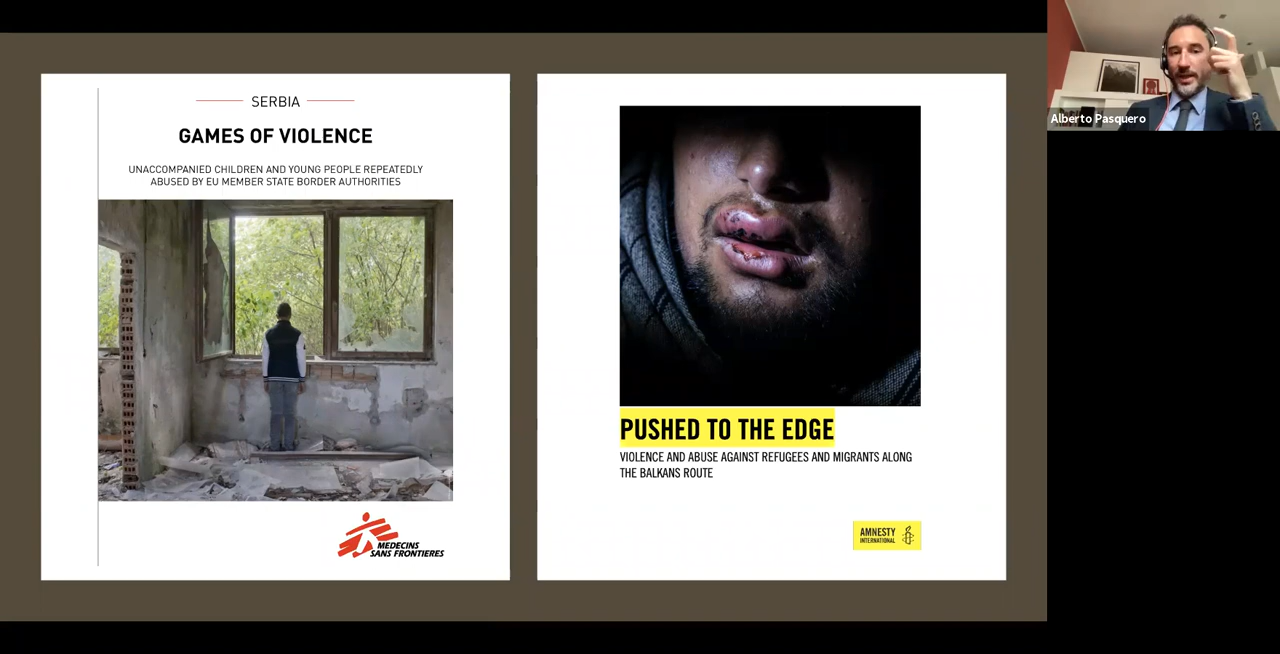 SERBIA
GAMES OF VIOLENCE
UNACCOMPANIED CHILDREN AND YOUNG PEOPLE REPEATEDLY
ABUSED BY EU MEMBER STATE BORDER AUTHORITIES
MEDECINS
SANS FRONTIERES
PUSHED TO THE EDGE
VIOLENCE AND ABUSE AGAINST REFUGEES AND MIGRANTS ALONG
THE BALKANS ROUTE
AMNESTY
INTERNATIONAL
Alberto Pasquero